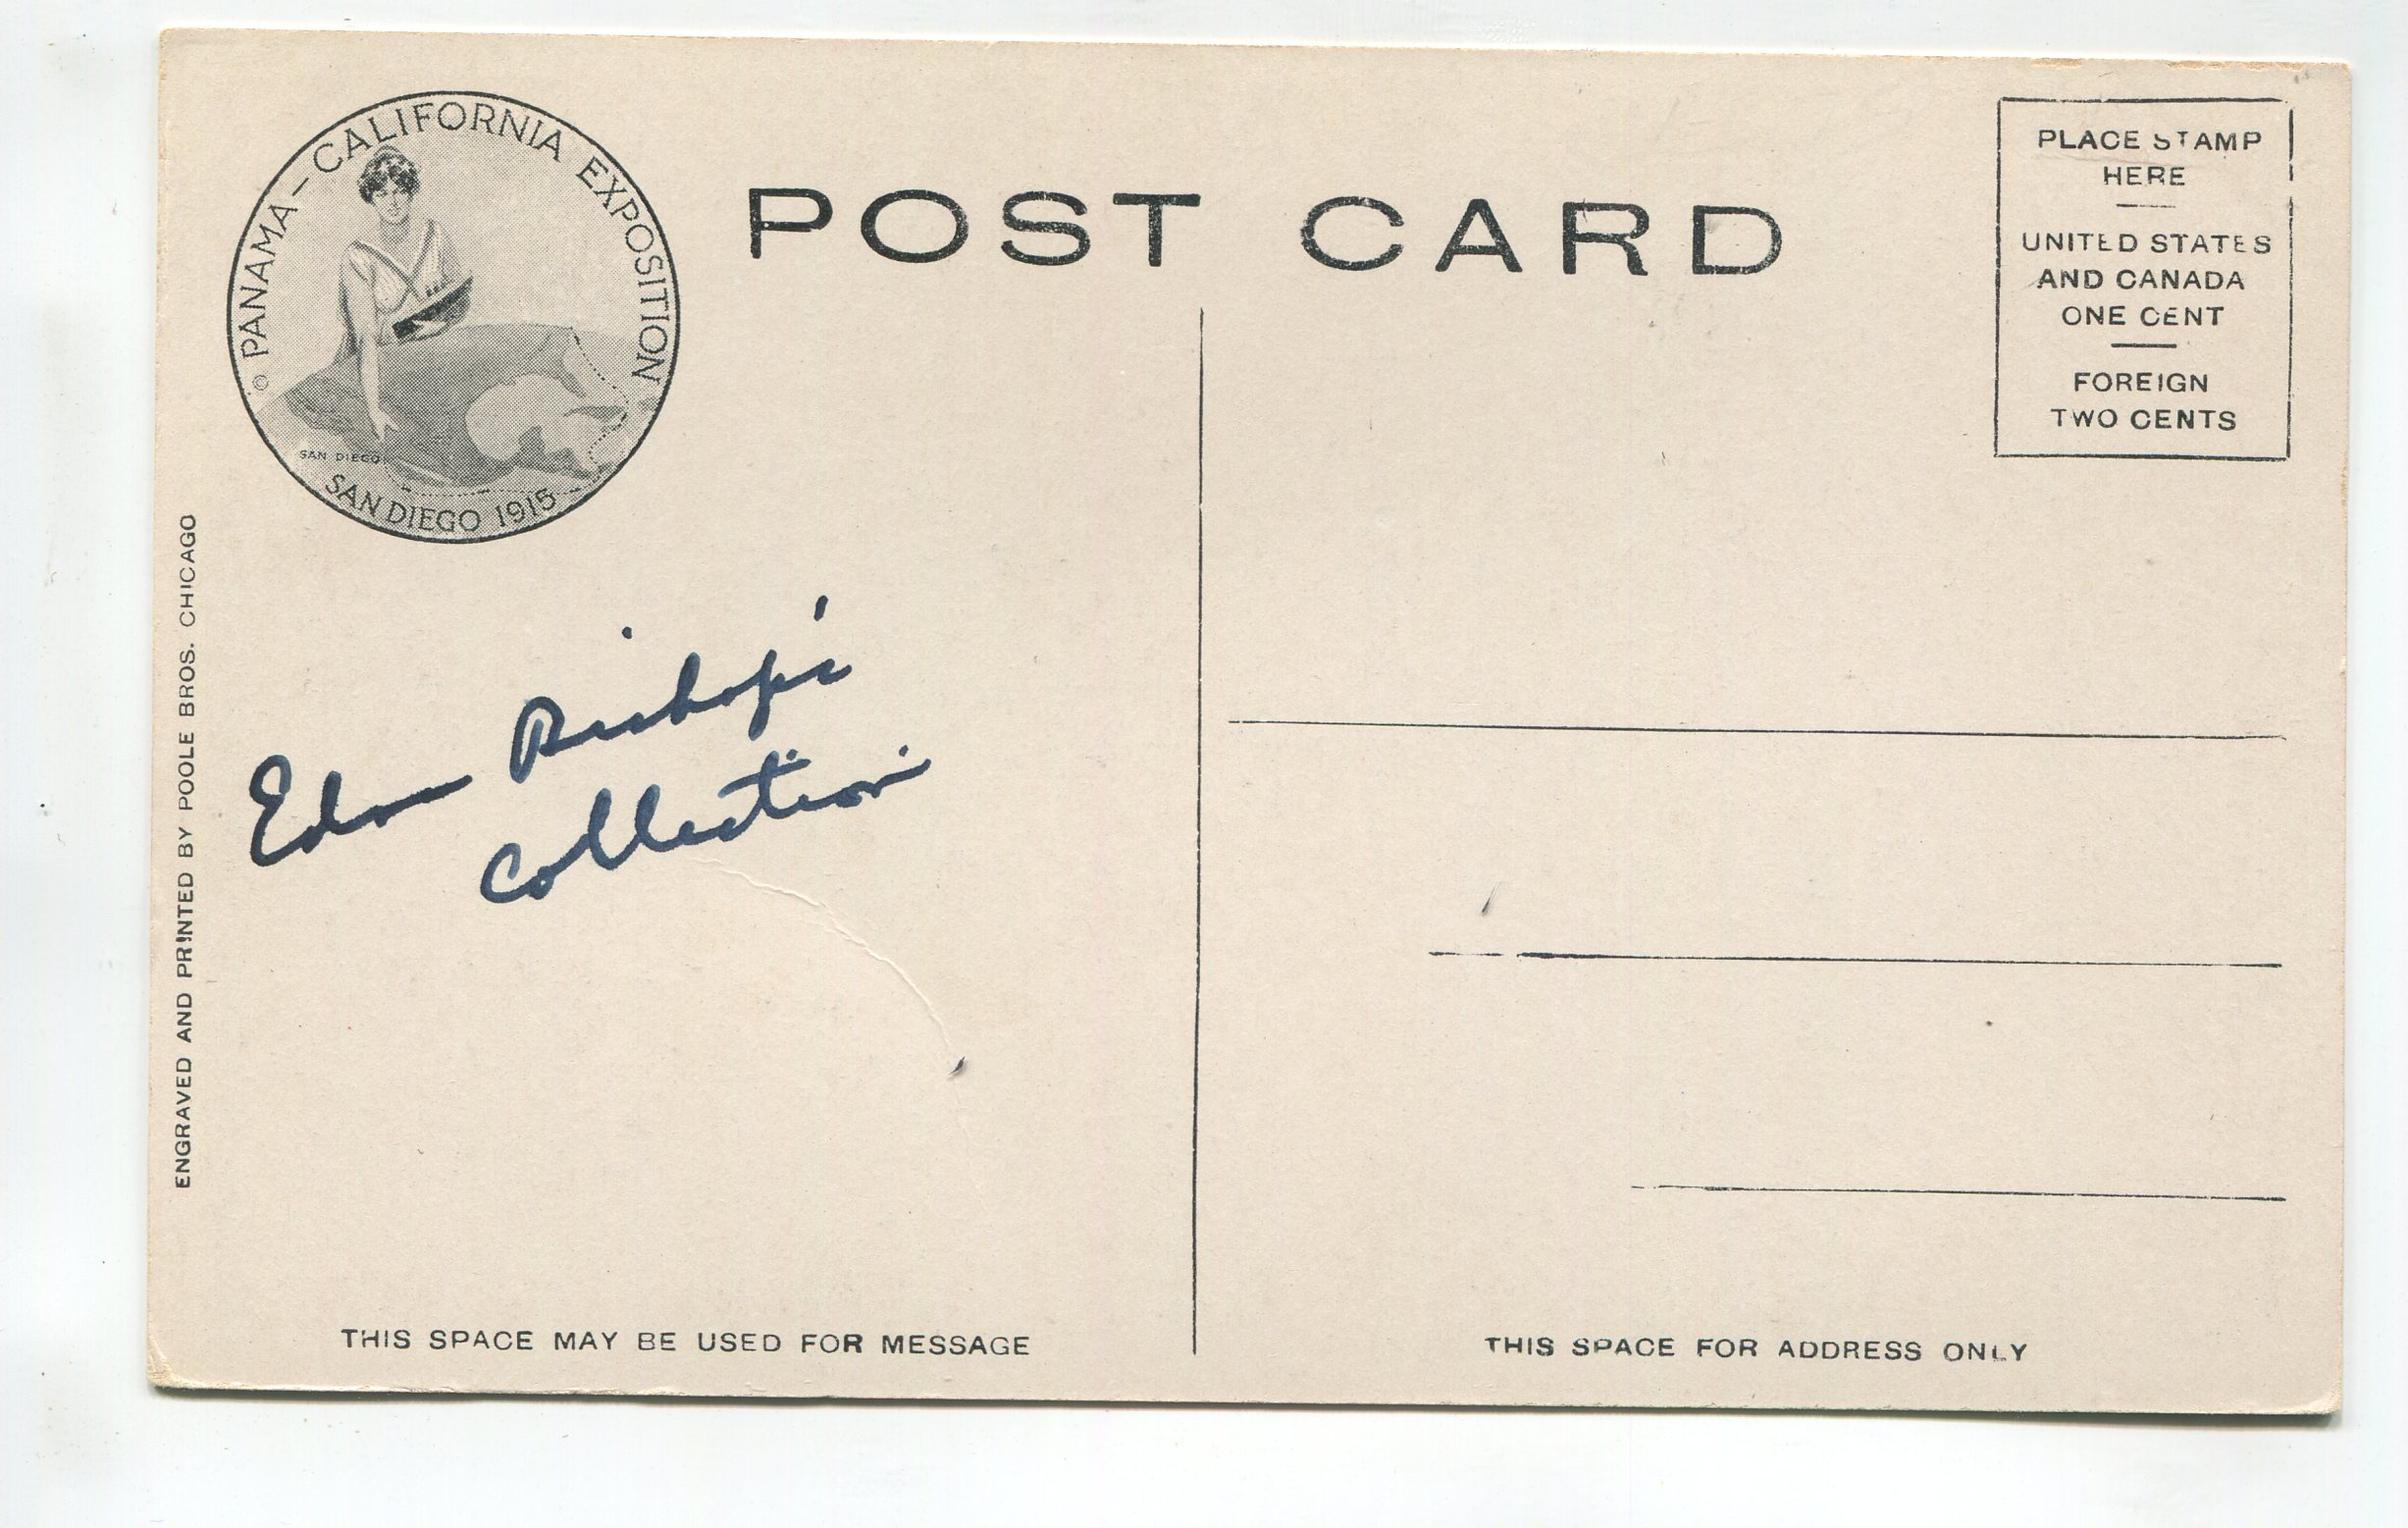 © PANAMA-CALIFORNIA EXPOSITION
SAN DIEGO
SAN DIEGO 1915
POST CARD
PLACE STAMP
HERE
UNITED STATES
AND CANADA
ONE CENT
FOREIGN
TWO CENTS
ENGRAVED AND PRINTED BY POOLE BROS. CHICAGO
Edna Bishop's
Collection
THIS SPACE MAY BE USED FOR MESSAGE
THIS SPACE FOR ADDRESS ONLY